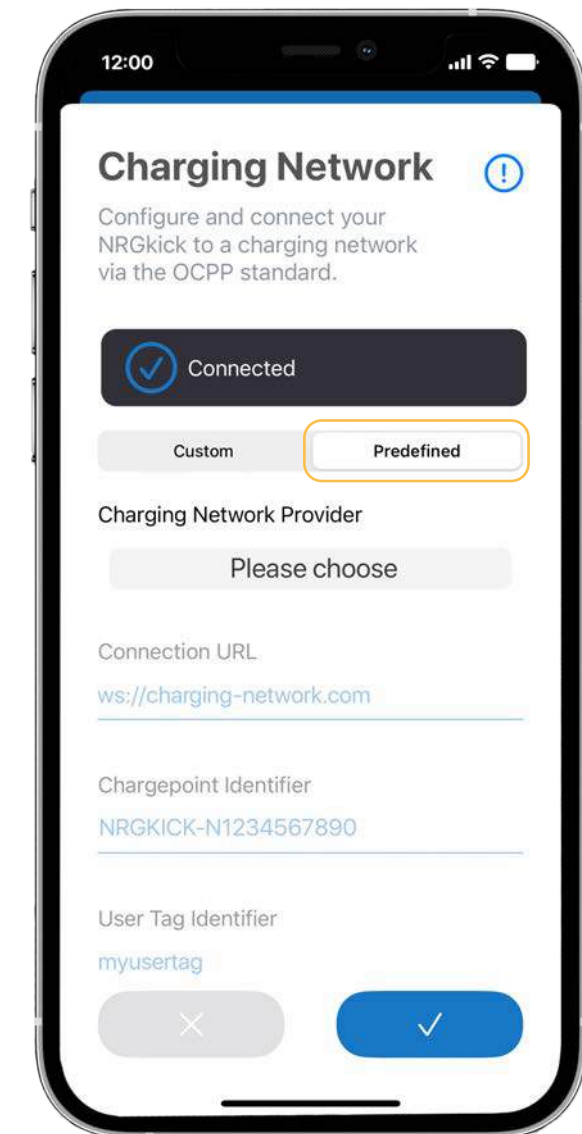 12:00
Charging Network
Configure and connect your
NRGkick to a charging network
via the OCPP standard.
Connected
Custom Predefined
Charging Network Provider
Please choose
Connection URL
ws://charging-network.com
Chargepoint Identifier
NRGKICK-N1234567890
User Tag Identifier
myusertag